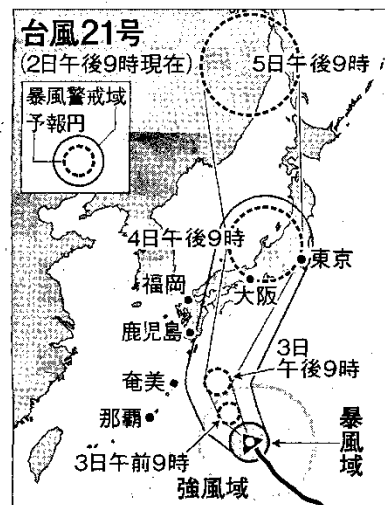 台風21号
(2日午後9時現在)
5日午後9時
暴風警戒域
予報円
4日午後9時
東京
大阪
福岡
鹿児島
3日
午後9時
奄美
那覇
3日午前9時
暴風域
強風域